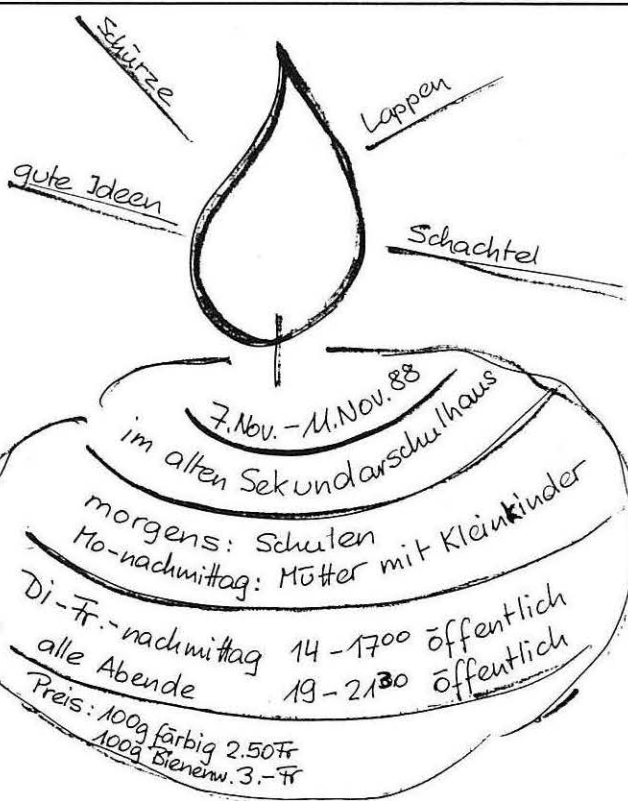 Schürze
Lappen
gute Ideen
Schachtel
7.Nov. - 11.Nov. 88
im alten Sekundarschulhaus
morgens: Schulen
Mo-nachmittag: Mütter mit Kleinkinder
Di-Fr.-nachmittag 14-17⁰⁰ öffentlich
alle Abende 19-21³⁰ öffentlich
Preis: 100g färbig 2.50Fr
100g Bienenw. 3.-Fr